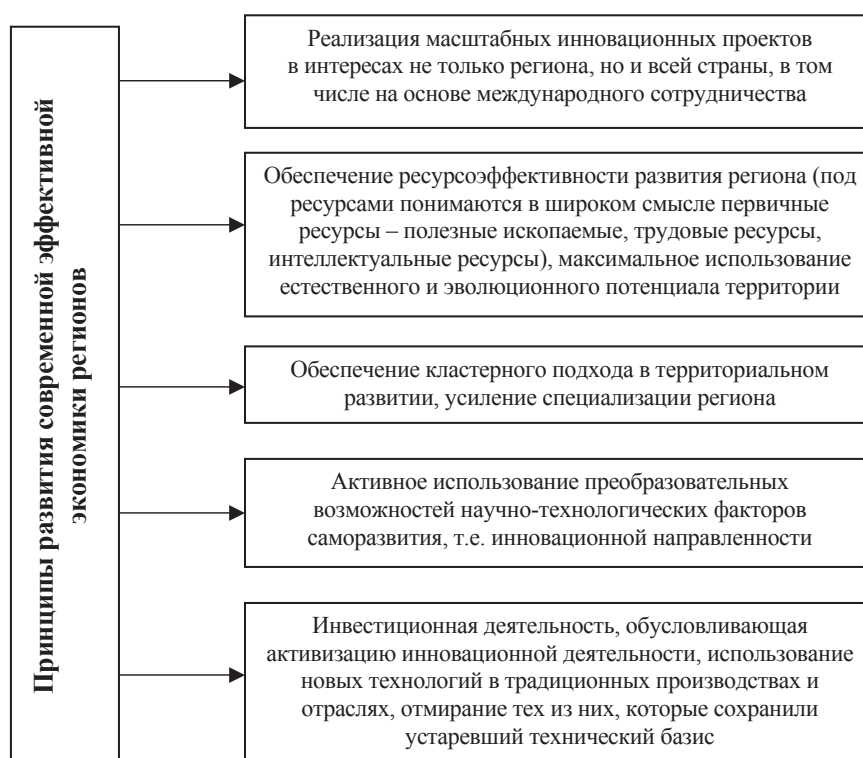 Принципы развития современной эффективной
экономики регионов
Реализация масштабных инновационных проектов
в интересах не только региона, но и всей страны, в том
числе на основе международного сотрудничества
Обеспечение ресурсоэффективности развития региона (под
ресурсами понимаются в широком смысле первичные
ресурсы – полезные ископаемые, трудовые ресурсы,
интеллектуальные ресурсы), максимальное использование
естественного и эволюционного потенциала территории
Обеспечение кластерного подхода в территориальном
развитии, усиление специализации региона
Активное использование преобразовательных
возможностей научно-технологических факторов
саморазвития, т.е. инновационной направленности
Инвестиционная деятельность, обусловливающая
активизацию инновационной деятельности, использование
новых технологий в традиционных производствах и
отраслях, отмирание тех из них, которые сохранили
устаревший технический базис